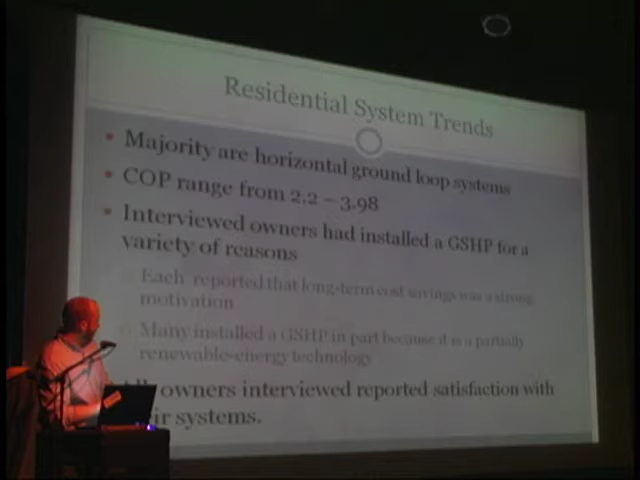 Residential System Trends
Majority are horizontal ground loop systems
COP range from 2.2 – 3.98
Interviewed owners had installed a GSHP for a
variety of reasons
Each reported that long-term cost savings was a strong
motivation
Many installed a GSHP in part because it is a partially
renewable-energy technology
owners interviewed reported satisfaction with
systems.